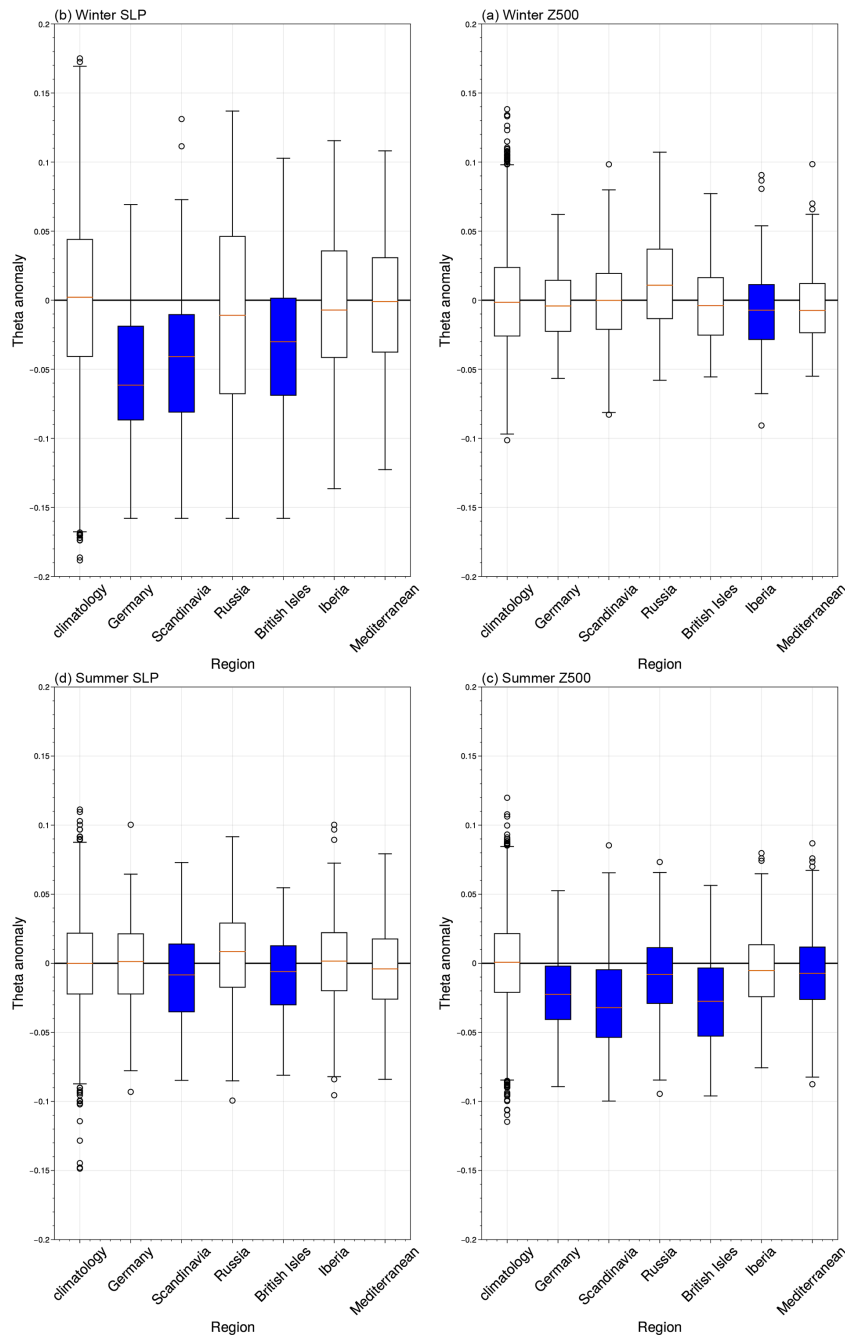 (b) Winter SLP
0.2
0.15
0.1
0.05
0
−0.05
−0.1
−0.15
−0.2
Theta anomaly
climatology
Germany
Scandinavia
Russia
British Isles
Iberia
Mediterranean
Region
(a) Winter Z500
0.2
0.15
0.1
0.05
0
−0.05
−0.1
−0.15
−0.2
Theta anomaly
climatology
Germany
Scandinavia
Russia
British Isles
Iberia
Mediterranean
Region
(d) Summer SLP
0.2
0.15
0.1
0.05
0
−0.05
−0.1
−0.15
−0.2
Theta anomaly
climatology
Germany
Scandinavia
Russia
British Isles
Iberia
Mediterranean
Region
(c) Summer Z500
0.2
0.15
0.1
0.05
0
−0.05
−0.1
−0.15
−0.2
Theta anomaly
climatology
Germany
Scandinavia
Russia
British Isles
Iberia
Mediterranean
Region